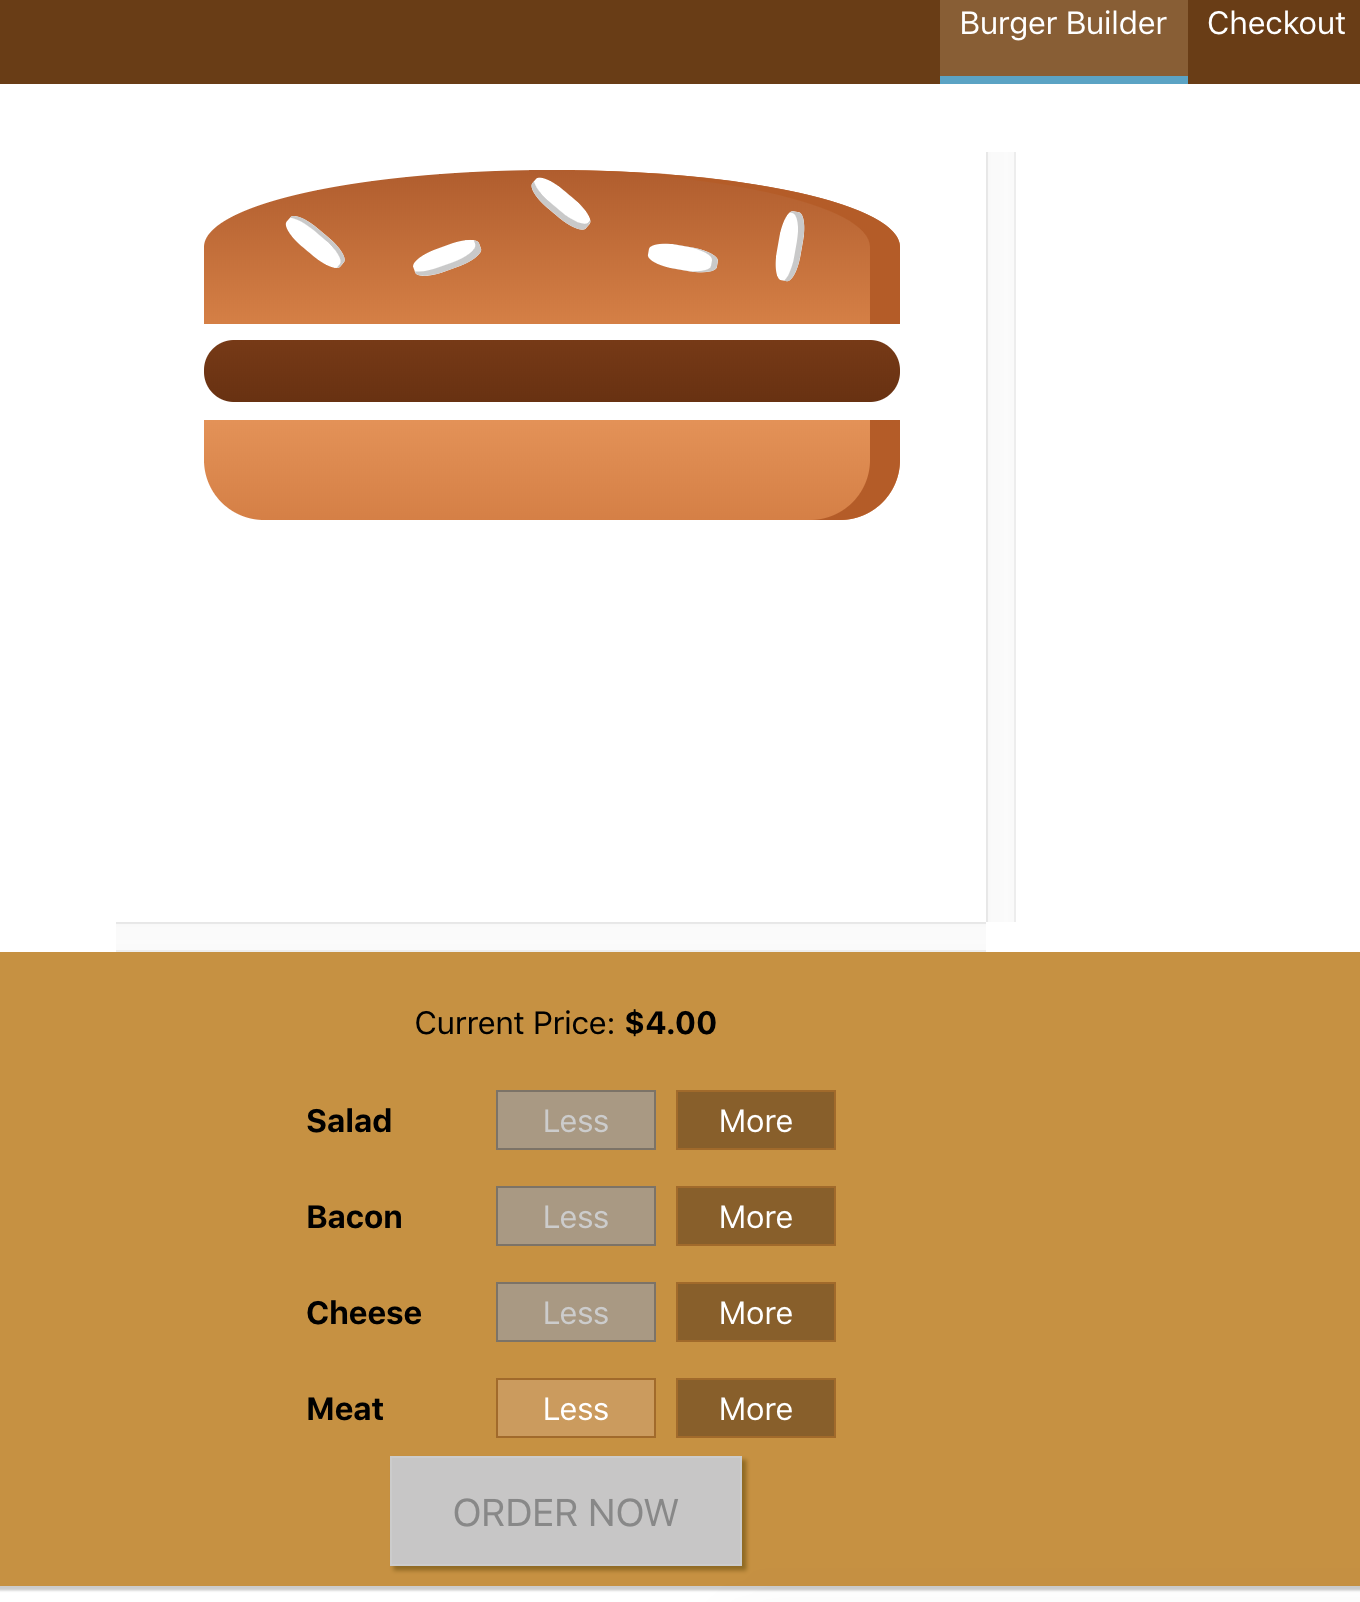 Burger Builder Checkout
Current Price: $4.00
Salad Less More
Bacon Less More
Cheese Less More
Meat Less More
ORDER NOW